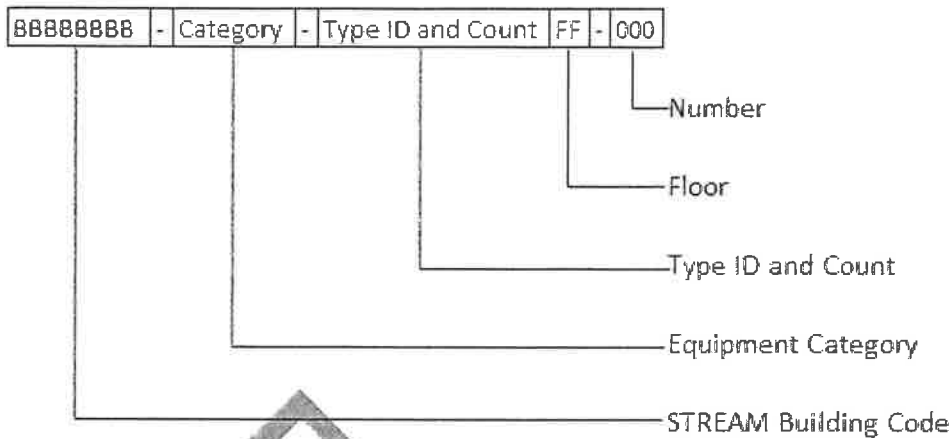 BBBBBBBB - Category - Type ID and Count FF - 000
Number
Floor
Type ID and Count
Equipment Category
STREAM Building Code